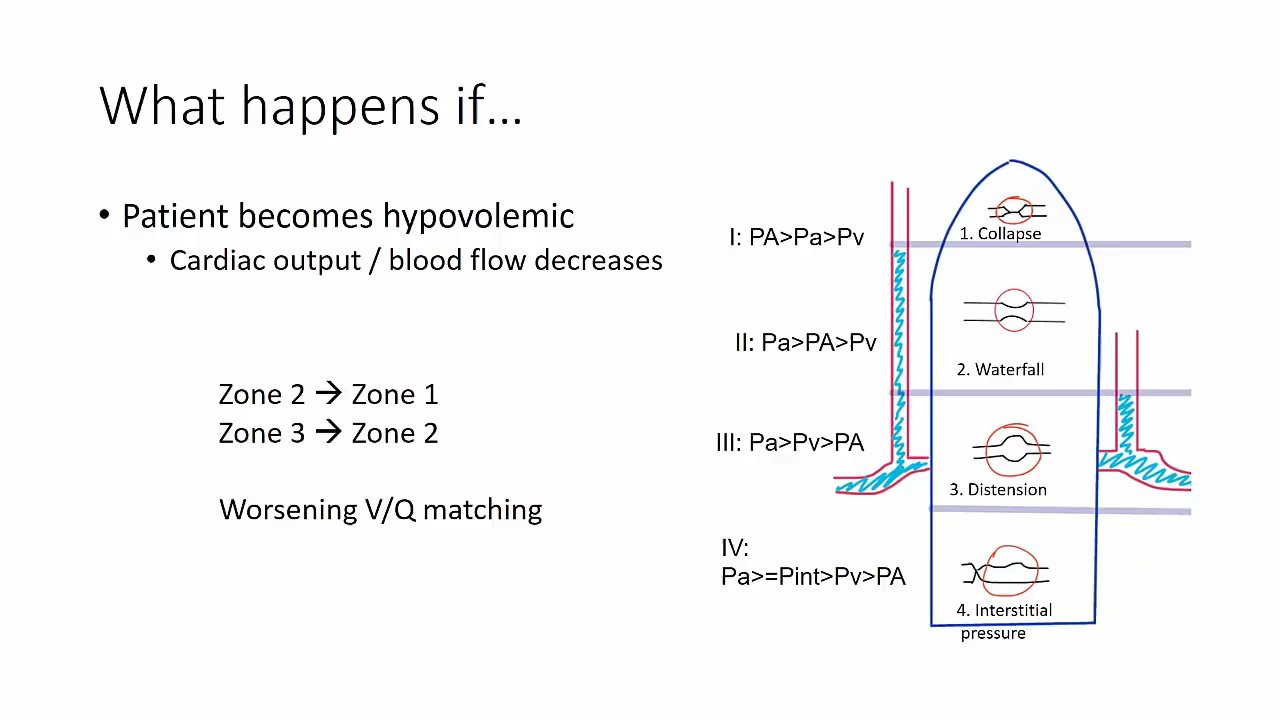 What happens if...
• Patient becomes hypovolemic
• Cardiac output / blood flow decreases
Zone 2 → Zone 1
Zone 3 → Zone 2
Worsening V/Q matching
I: PA>Pa>Pv
II: Pa>PA>Pv
III: Pa>Pv>PA
IV:
Pa>=Pint>Pv>PA
1. Collapse
2. Waterfall
3. Distension
4. Interstitial
pressure